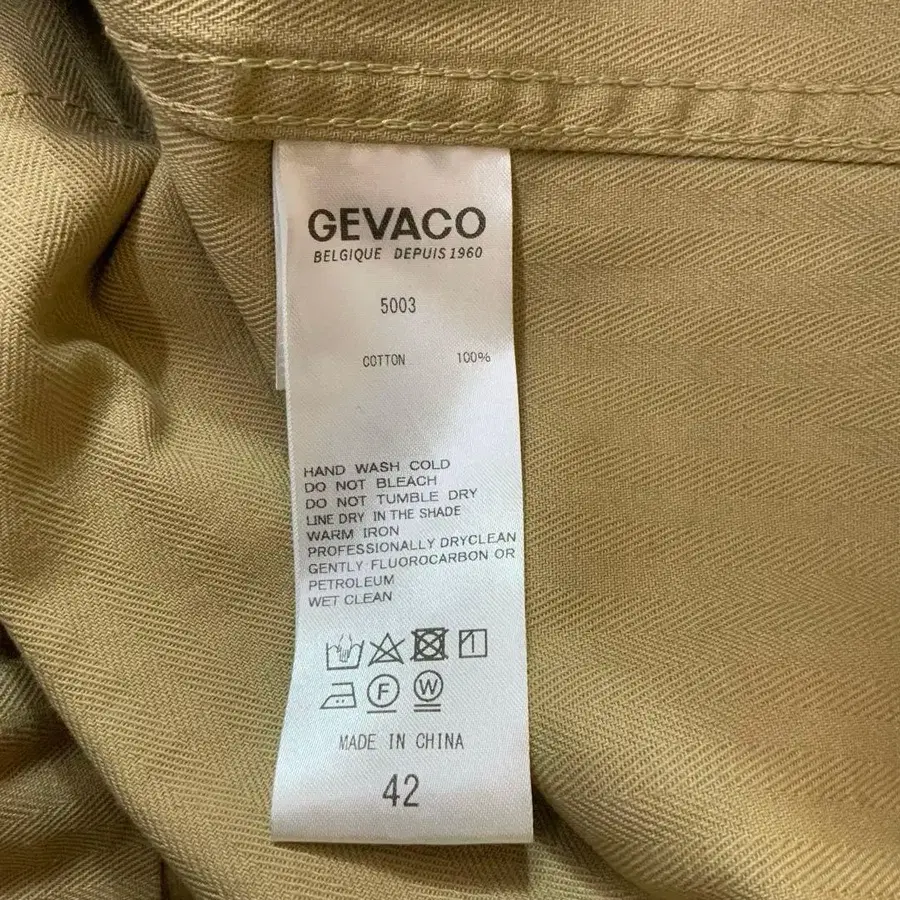 GEVACO
BELGIQUE DEPUIS 1960
5003
COTTON 100%
HAND WASH COLD
DO NOT BLEACH
DO NOT TUMBLE DRY
LINE DRY IN THE SHADE
WARM IRON
PROFESSIONALLY DRYCLEAN
GENTLY FLUOROCARBON OR
PETROLEUM
WET CLEAN
F W
MADE IN CHINA
42